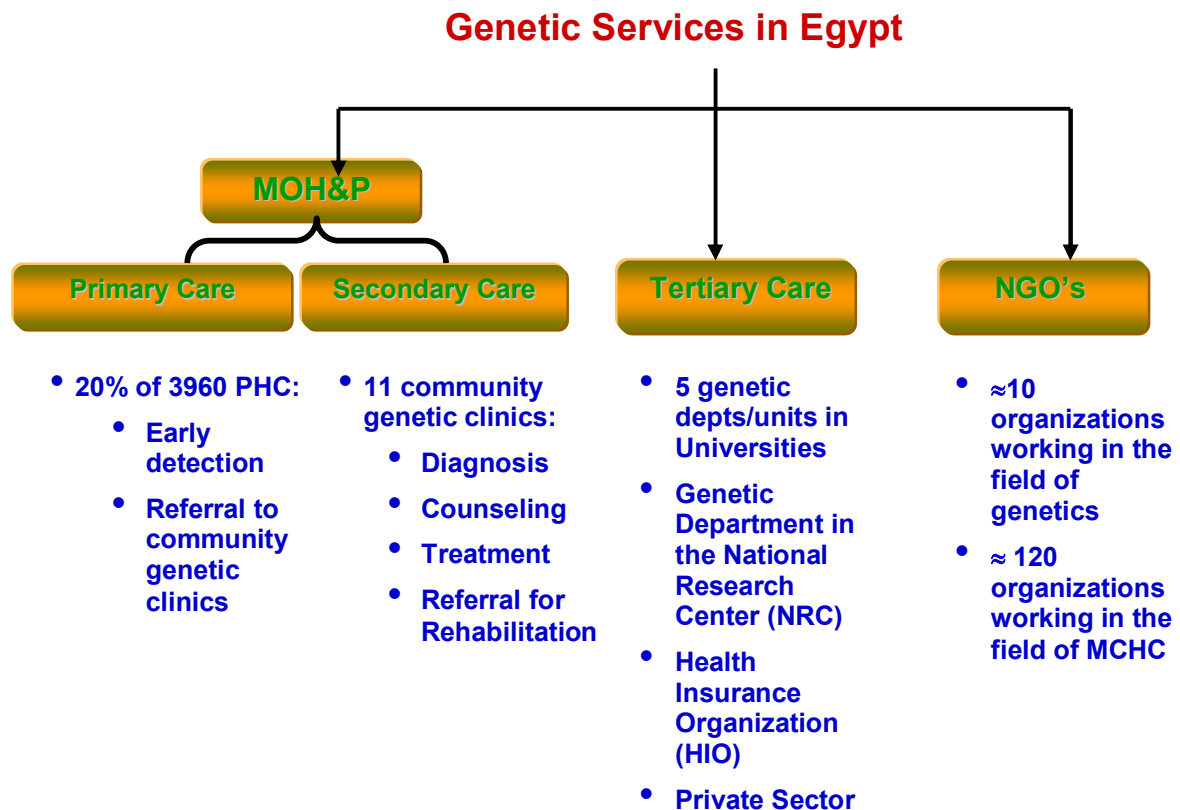 Genetic Services in Egypt
MOH&P
Primary Care
Secondary Care
Tertiary Care
NGO’s
• 20% of 3960 PHC:
• Early
detection
• Referral to
community
genetic
clinics
• 11 community
genetic clinics:
• Diagnosis
• Counseling
• Treatment
• Referral for
Rehabilitation
• 5 genetic
depts/units in
Universities
• Genetic
Department in
the National
Research
Center (NRC)
• Health
Insurance
Organization
(HIO)
• Private Sector
• ≈10
organizations
working in the
field of
genetics
• ≈ 120
organizations
working in the
field of MCHC